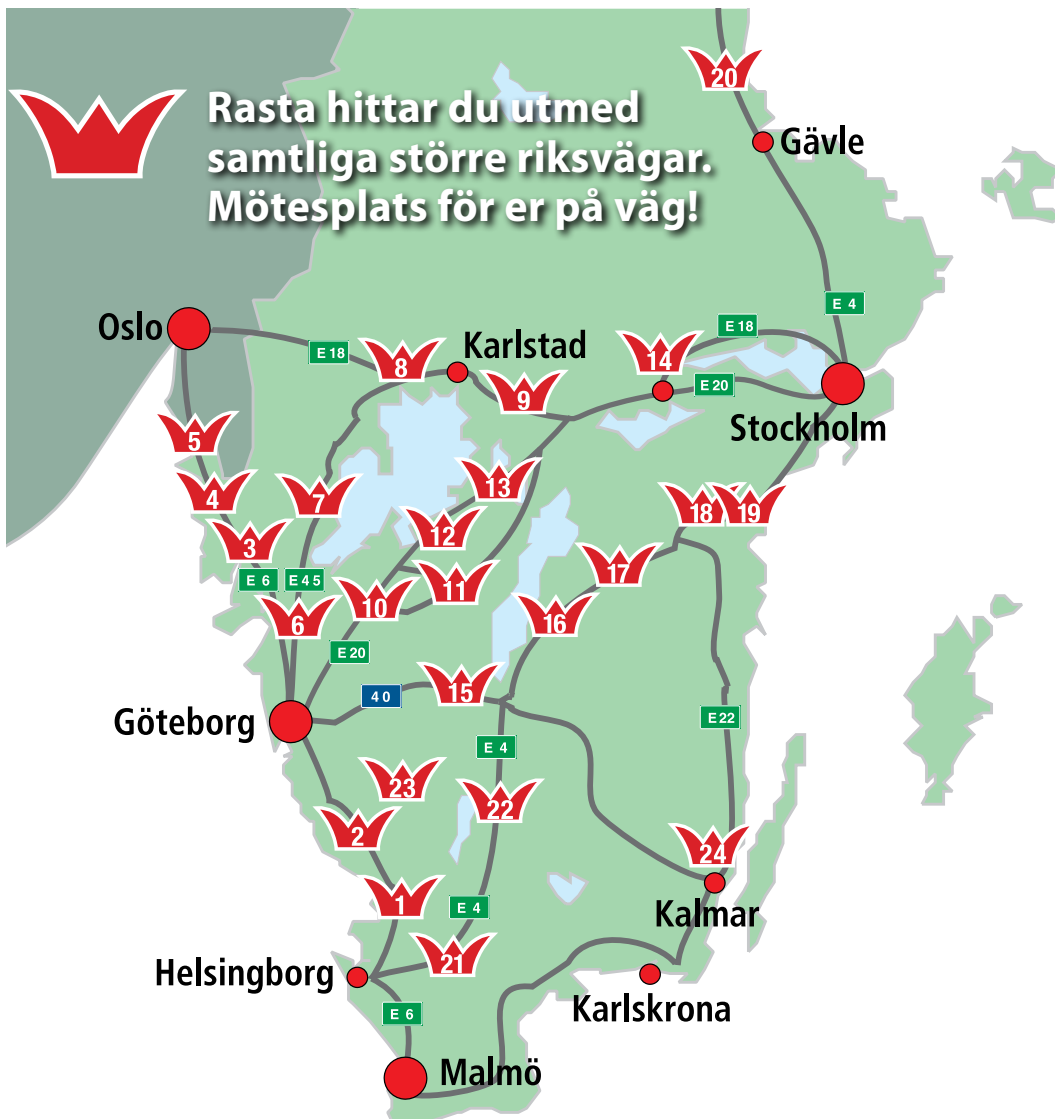 Rasta hittar du utmed
samtliga större riksvägar.
Mötesplats för er på väg!
20
Gävle
E 4
Oslo
E 18
8
Karlstad
14
E 18
9
E 20
Stockholm
5
4
7
13
18
19
3
12
17
E 6
E 45
11
10
6
16
E 20
15
40
Göteborg
E 22
E 4
23
22
2
24
1
E 4
Kalmar
21
Helsingborg
Karlskrona
E 6
Malmö